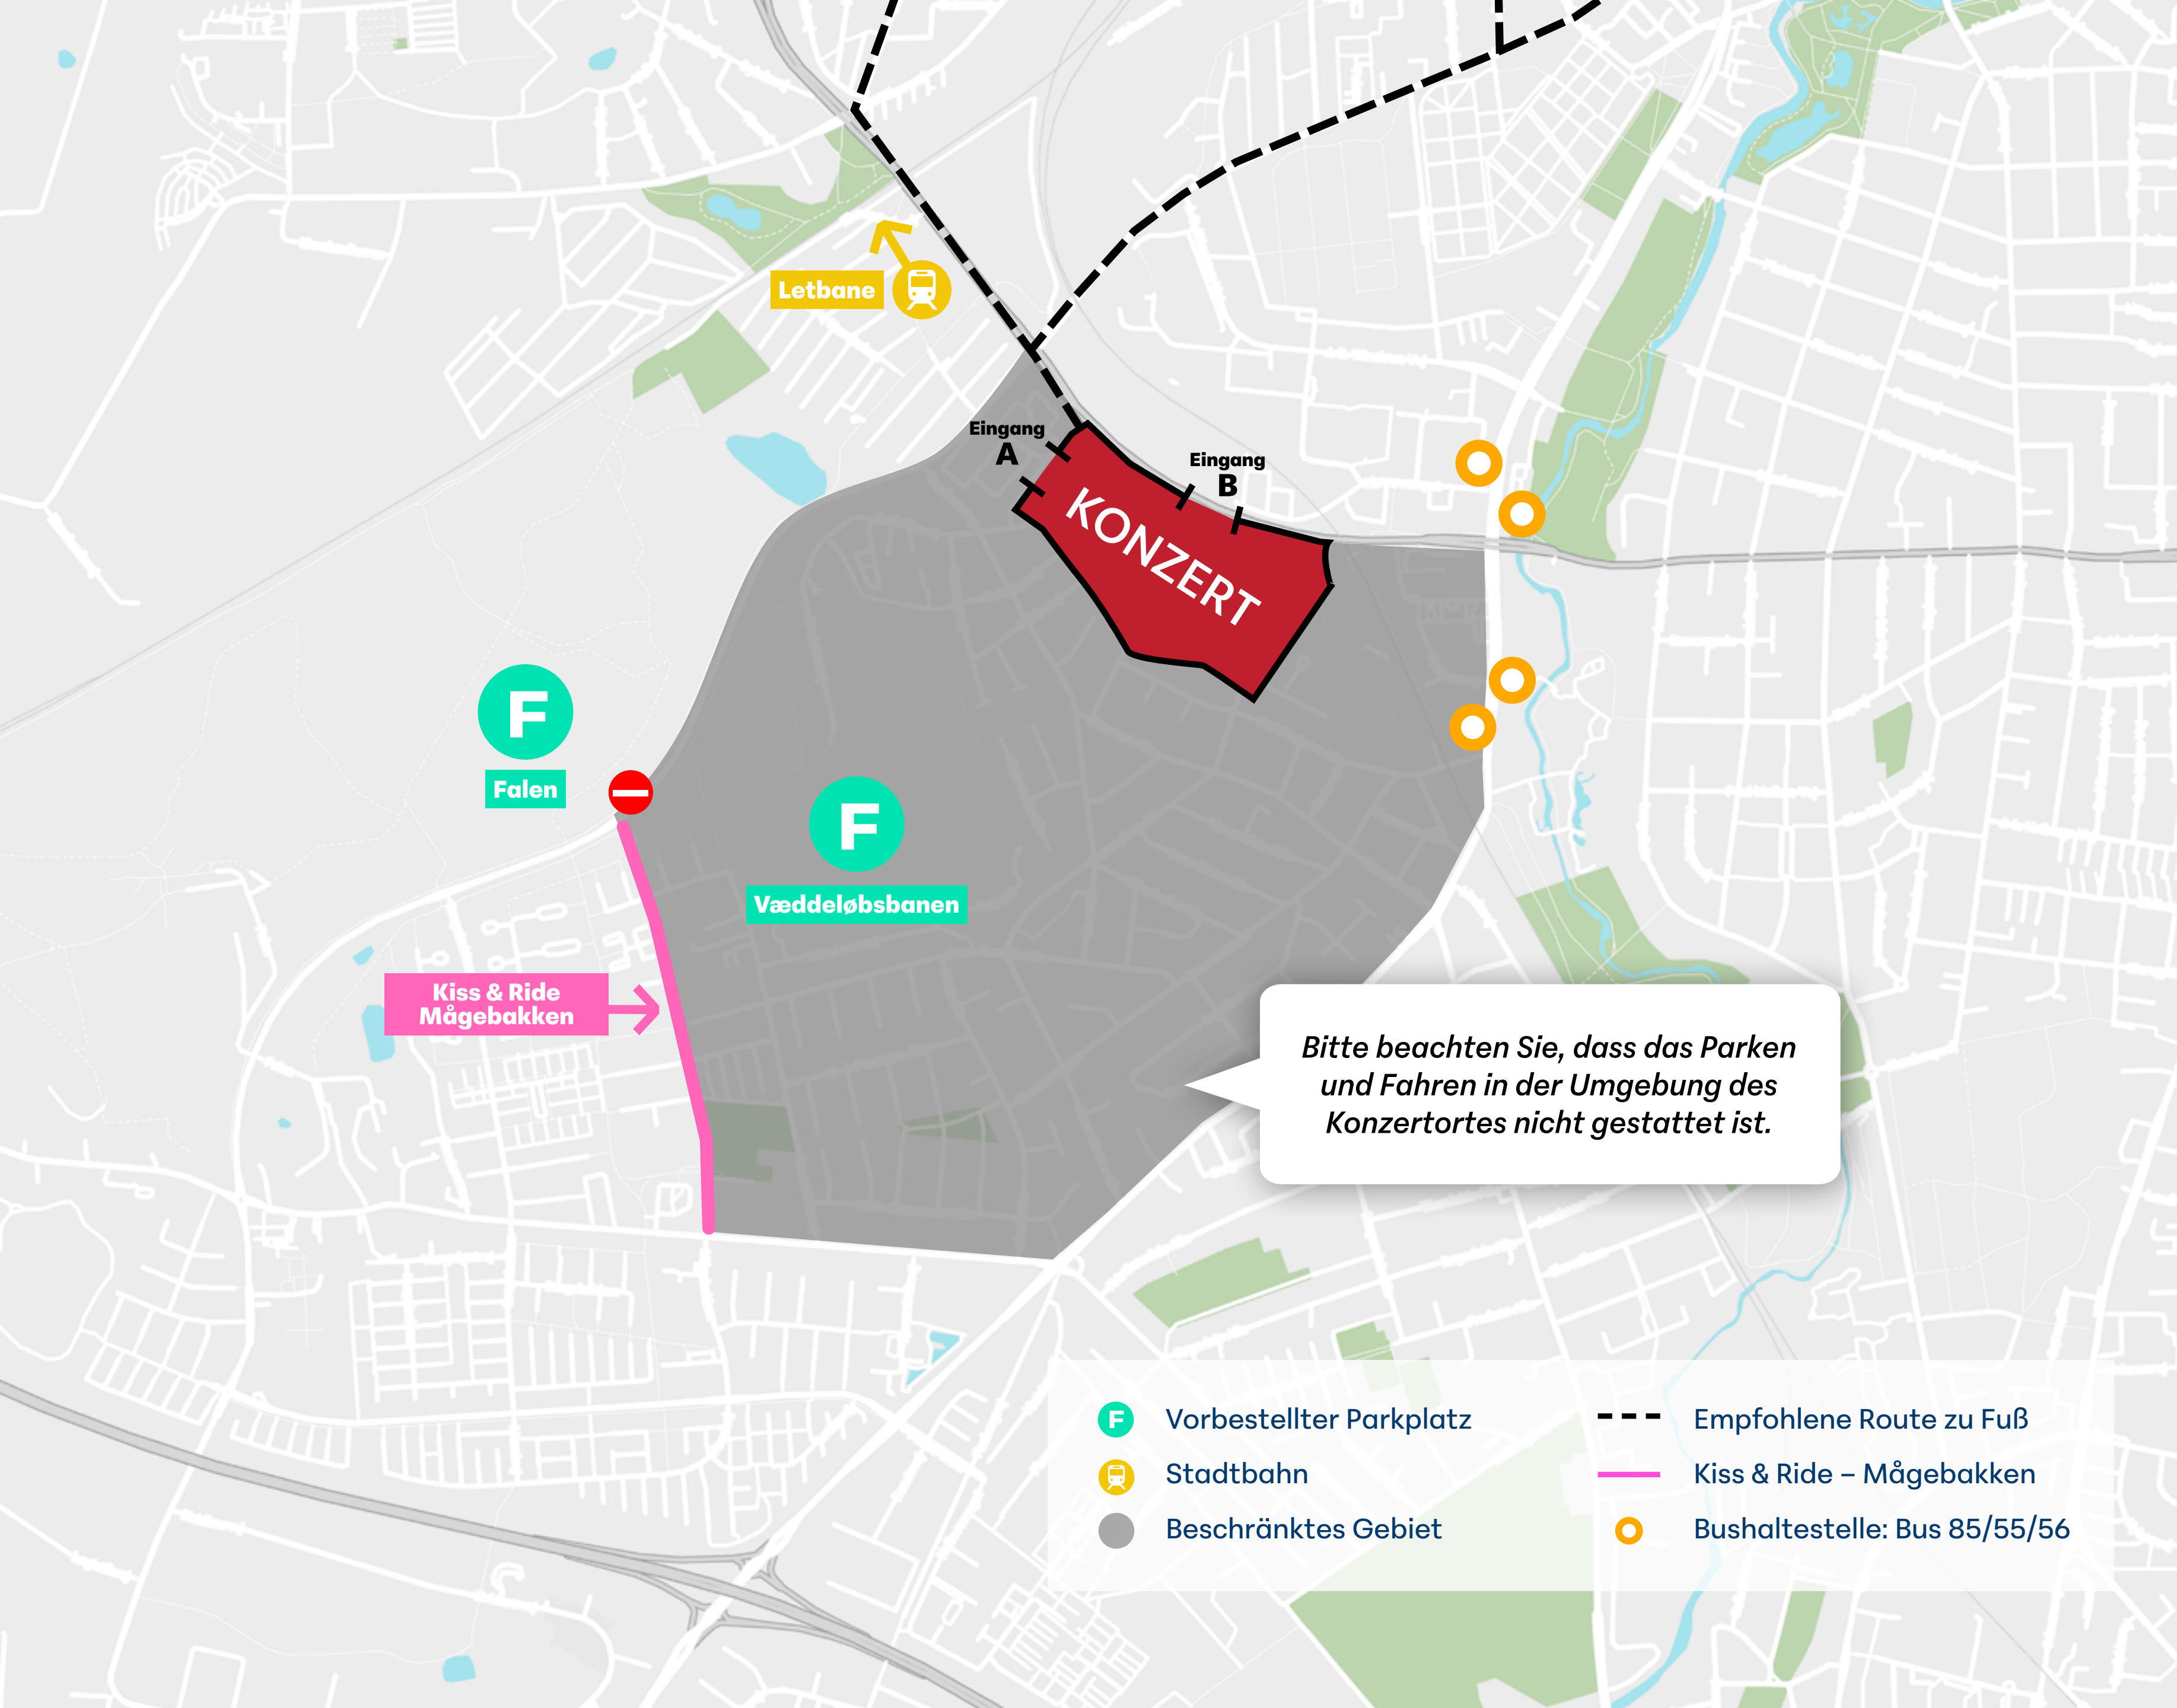 Letbane
Eingang
A
Eingang
B
KONZERT
F
Falen
F
Væddeløbsbanen
Kiss & Ride
Mågebakken
Bitte beachten Sie, dass das Parken
und Fahren in der Umgebung des
Konzertortes nicht gestattet ist.
F Vorbestellter Parkplatz
Stadtbahn
Beschränktes Gebiet
Empfohlene Route zu Fuß
Kiss & Ride – Mågebakken
Bushaltestelle: Bus 85/55/56